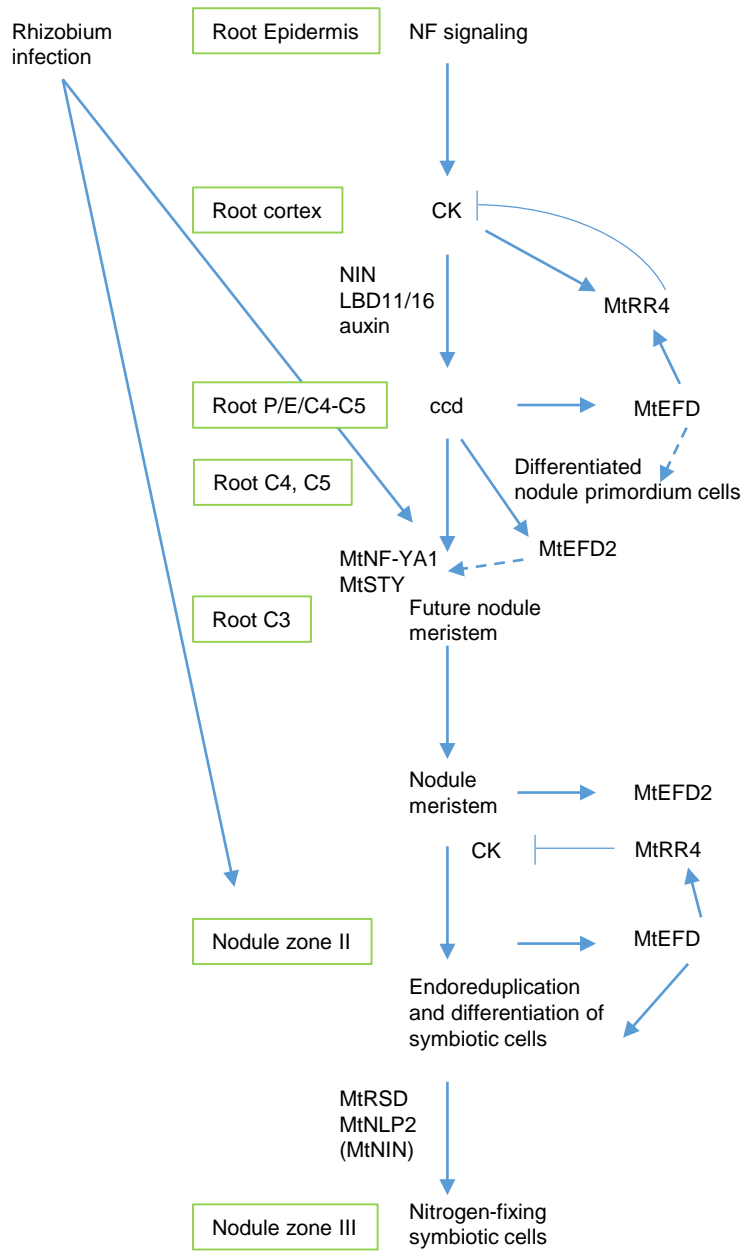 Rhizobium
infection
Root Epidermis
NF signaling
Root cortex
CK
NIN
LBD11/16
auxin
MtRR4
Root P/E/C4-C5
ccd
MtEFD
Differentiated
nodule primordium cells
Root C4, C5
MtEFD2
MtNF-YA1
MtSTY
Root C3
Future nodule
meristem
Nodule
meristem
MtEFD2
CK
MtRR4
Nodule zone II
MtEFD
Endoreduplication
and differentiation of
symbiotic cells
MtRSD
MtNLP2
(MtNIN)
Nodule zone III
Nitrogen-fixing
symbiotic cells